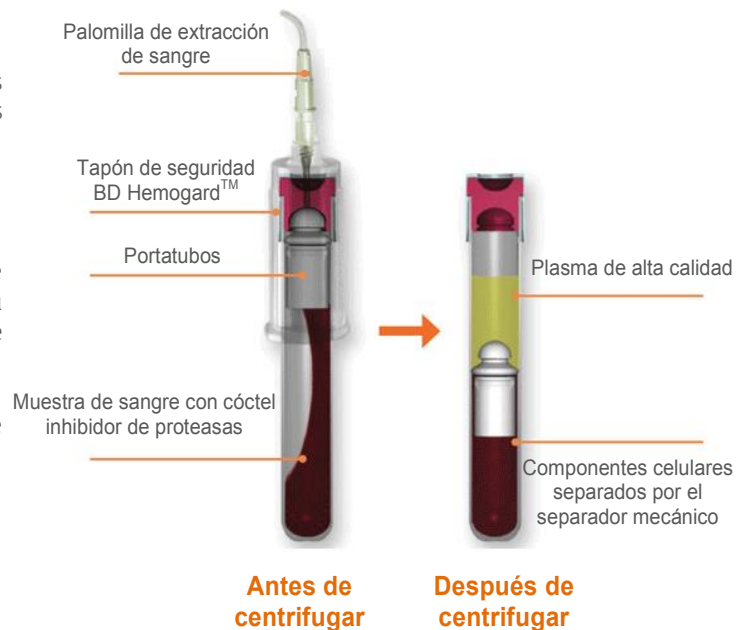 Palomilla de extracción
de sangre
Tapón de seguridad
BD Hemogard™
Portatubos
Muestra de sangre con cóctel
inhibidor de proteasas
Plasma de alta calidad
Componentes celulares
separados por el
separador mecánico
Antes de
centrifugar
Después de
centrifugar